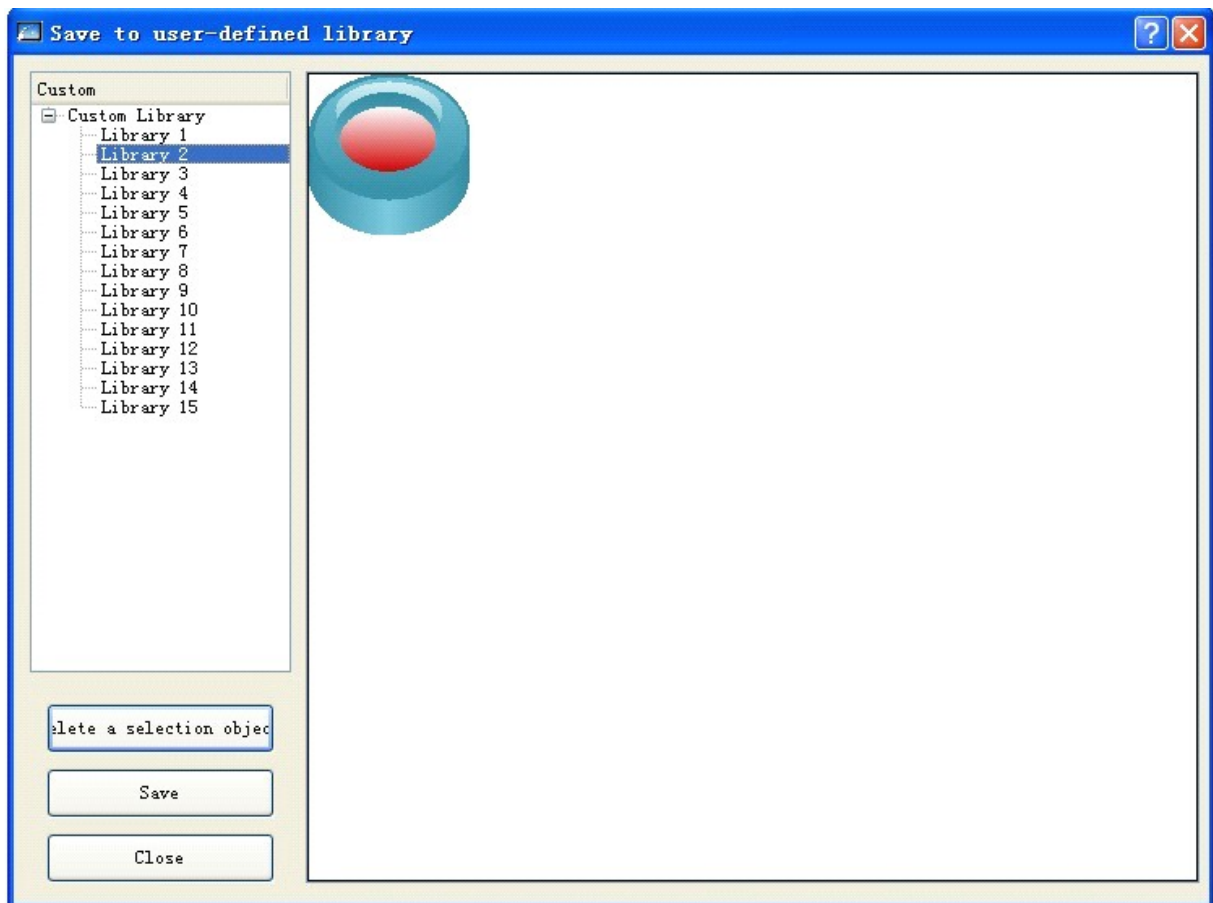 Save to user-defined library
Custom
Custom Library
Library 1
Library 2
Library 3
Library 4
Library 5
Library 6
Library 7
Library 8
Library 9
Library 10
Library 11
Library 12
Library 13
Library 14
Library 15
elete a selection objec
Save
Close